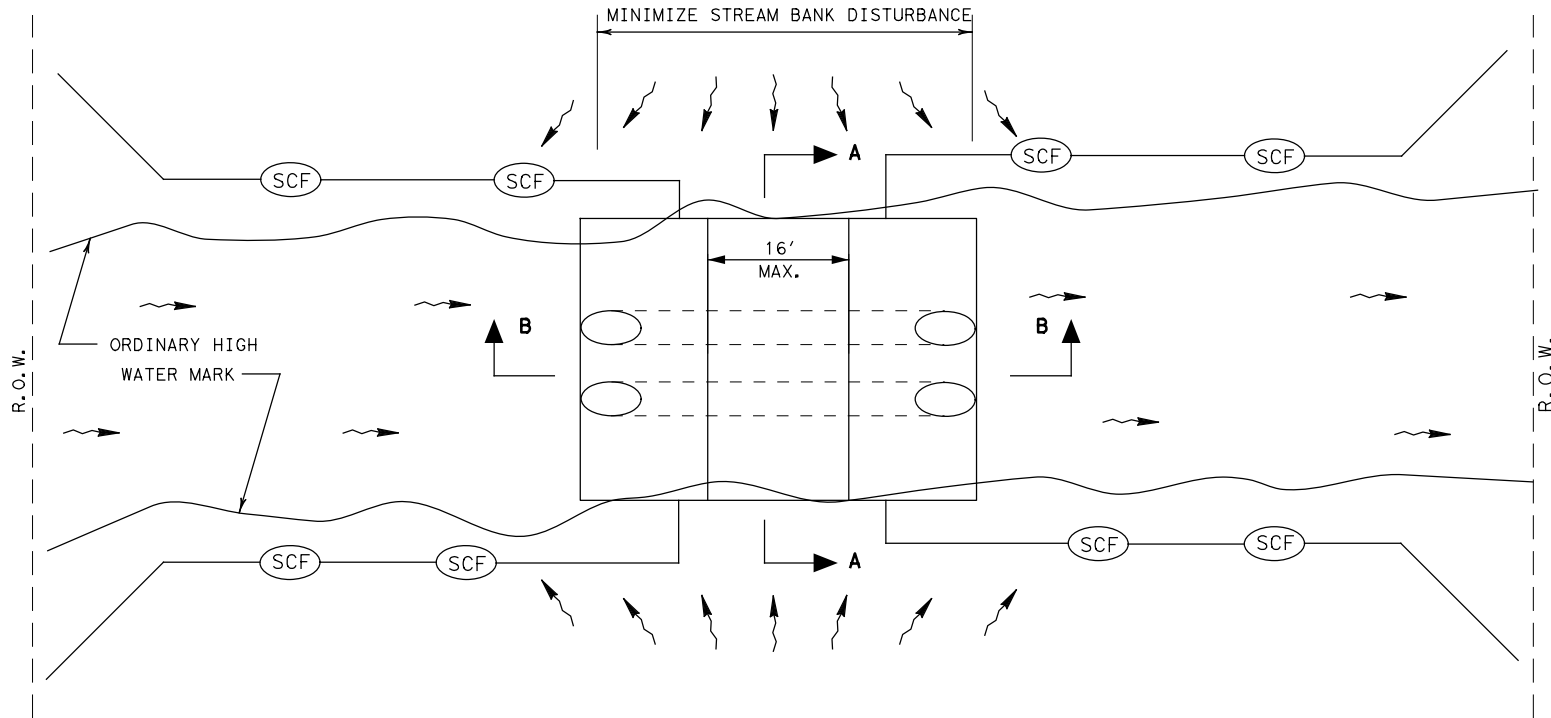 MINIMIZE STREAM BANK DISTURBANCE
A
SCF
SCF
SCF
SCF
16'
MAX.
B
B
ORDINARY HIGH
WATER MARK
R.O.W.
R.O.W.
SCF
SCF
SCF
SCF
A